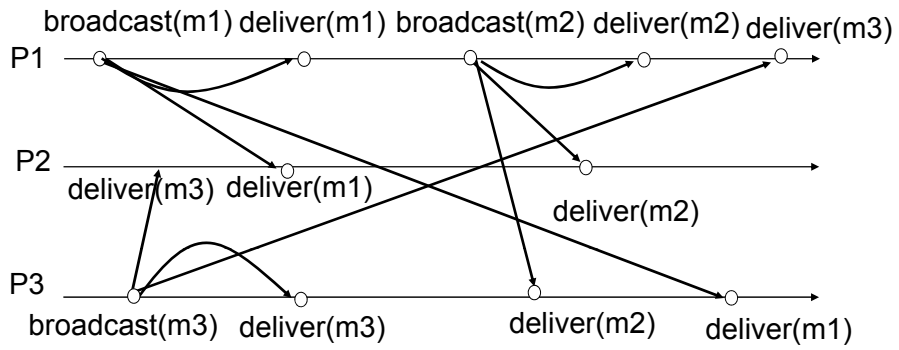 broadcast(m1) deliver(m1) broadcast(m2) deliver(m2) deliver(m3)
P1
P2
deliver(m3) deliver(m1)
deliver(m2)
P3
broadcast(m3) deliver(m3) deliver(m2) deliver(m1)